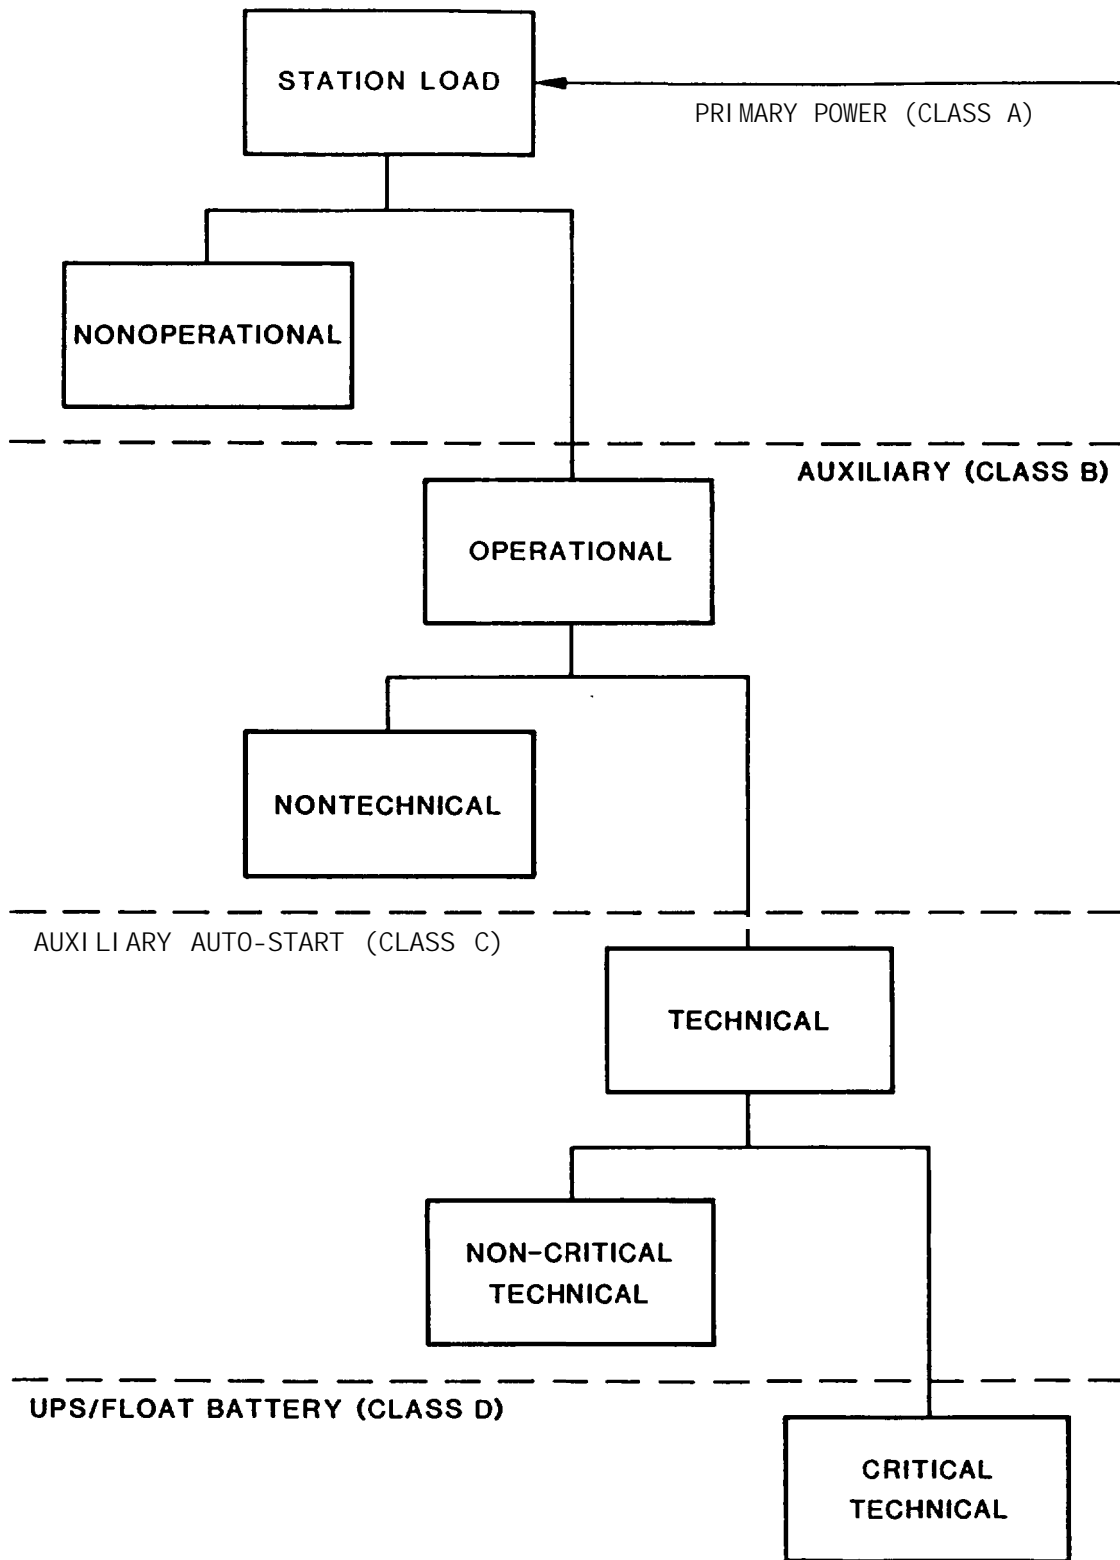 STATION LOAD
PRIMARY POWER (CLASS A)
NONOPERATIONAL
AUXILIARY (CLASS B)
OPERATIONAL
NONTECHNICAL
AUXILIARY AUTO-START (CLASS C)
TECHNICAL
NON-CRITICAL
TECHNICAL
UPS/FLOAT BATTERY (CLASS D)
CRITICAL
TECHNICAL